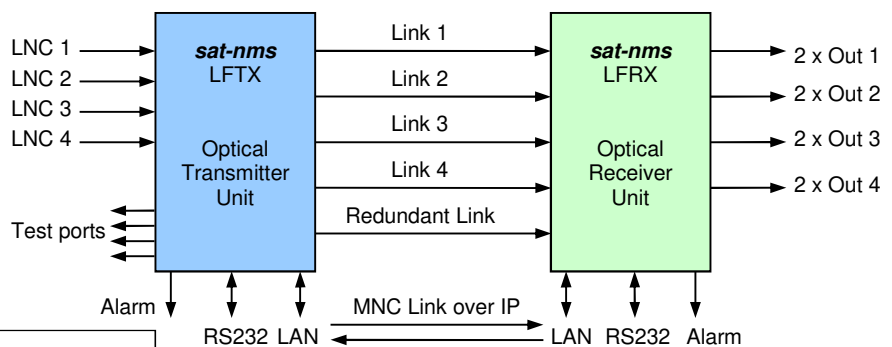 LNC 1
LNC 2
LNC 3
LNC 4
Test ports
sat-nms
LFTX
Optical
Transmitter
Unit
Link 1
Link 2
Link 3
Link 4
Redundant Link
sat-nms
LFRX
Optical
Receiver
Unit
2 x Out 1
2 x Out 2
2 x Out 3
2 x Out 4
Alarm
RS232
LAN
MNC Link over IP
LAN
RS232
Alarm